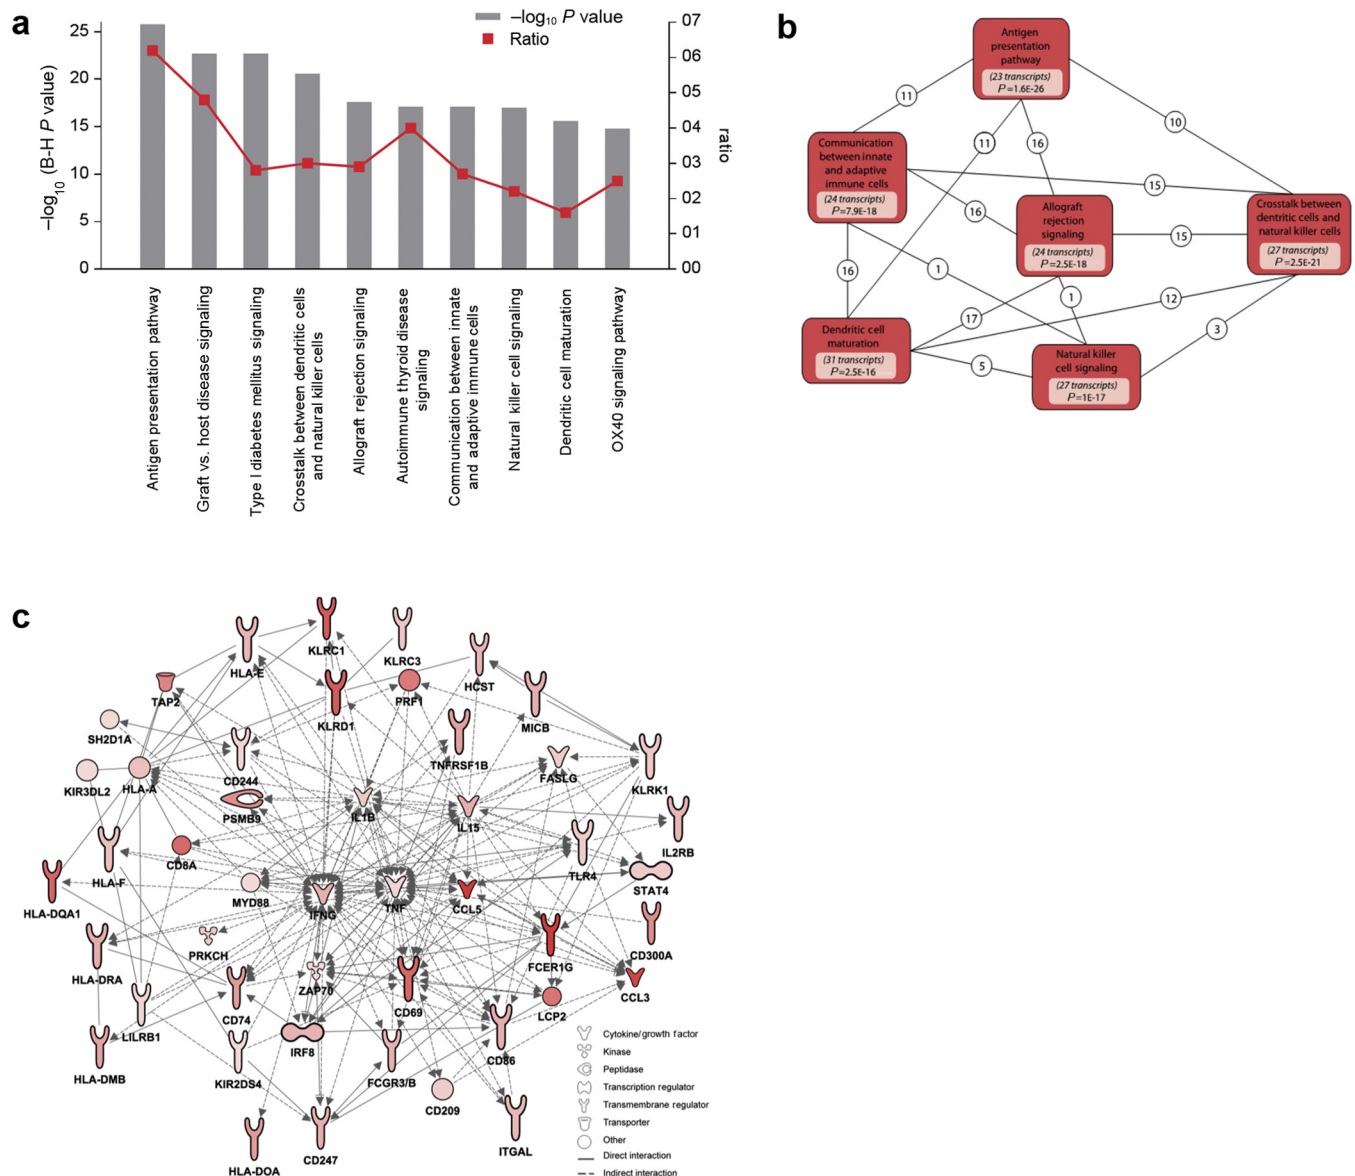 a
–log₁₀ P value
Ratio
–log₁₀ (B-H P value)
25
20
15
10
5
0
07
06
05
04
03
02
01
00
ratio
Antigen presentation pathway
Graft vs. host disease signaling
Type I diabetes mellitus signaling
Crosstalk between dendritic cells
and natural killer cells
Allograft rejection signaling
Autoimmune thyroid disease
signaling
Communication between innate
and adaptive immune cells
Natural killer cell signaling
Dendritic cell maturation
OX40 signaling pathway
b
Antigen
presentation
pathway
(23 transcripts)
P=1.6E-26
11
10
11
16
Communication
between innate
and adaptive
immune cells
(24 transcripts)
P=7.9E-18
15
16
Allograft
rejection
signaling
(24 transcripts)
P=2.5E-18
15
Crosstalk between
dentritic cells and
natural killer cells
(27 transcripts)
P=2.5E-21
16
1
1
12
17
3
5
Dendritic cell
maturation
(31 transcripts)
P=2.5E-16
Natural killer
cell signaling
(27 transcripts)
P=1E-17
c
KLRC1
KLRC3
HLA-E
HCST
TAP2
PRF1
KLRD1
MICB
SH2D1A
TNFRSF1B
CD244
FASLG
KIR3DL2
HLA-A
KLRK1
PSMB9
IL1B
IL15
IL2RB
CD8A
TLR4
HLA-F
STAT4
HLA-DQA1
MYD88
IFNG
TNF
CCL5
PRKCH
CD300A
FCER1G
HLA-DRA
ZAP70
CCL3
CD69
LCP2
CD74
LILRB1
IRF8
CD86
HLA-DMB
KIR2DS4
FCGR3/B
CD209
ITGAL
CD247
HLA-DOA
Cytokine/growth factor
Kinase
Peptidase
Transcription regulator
Transmembrane regulator
Transporter
Other
Direct interaction
Indirect interaction